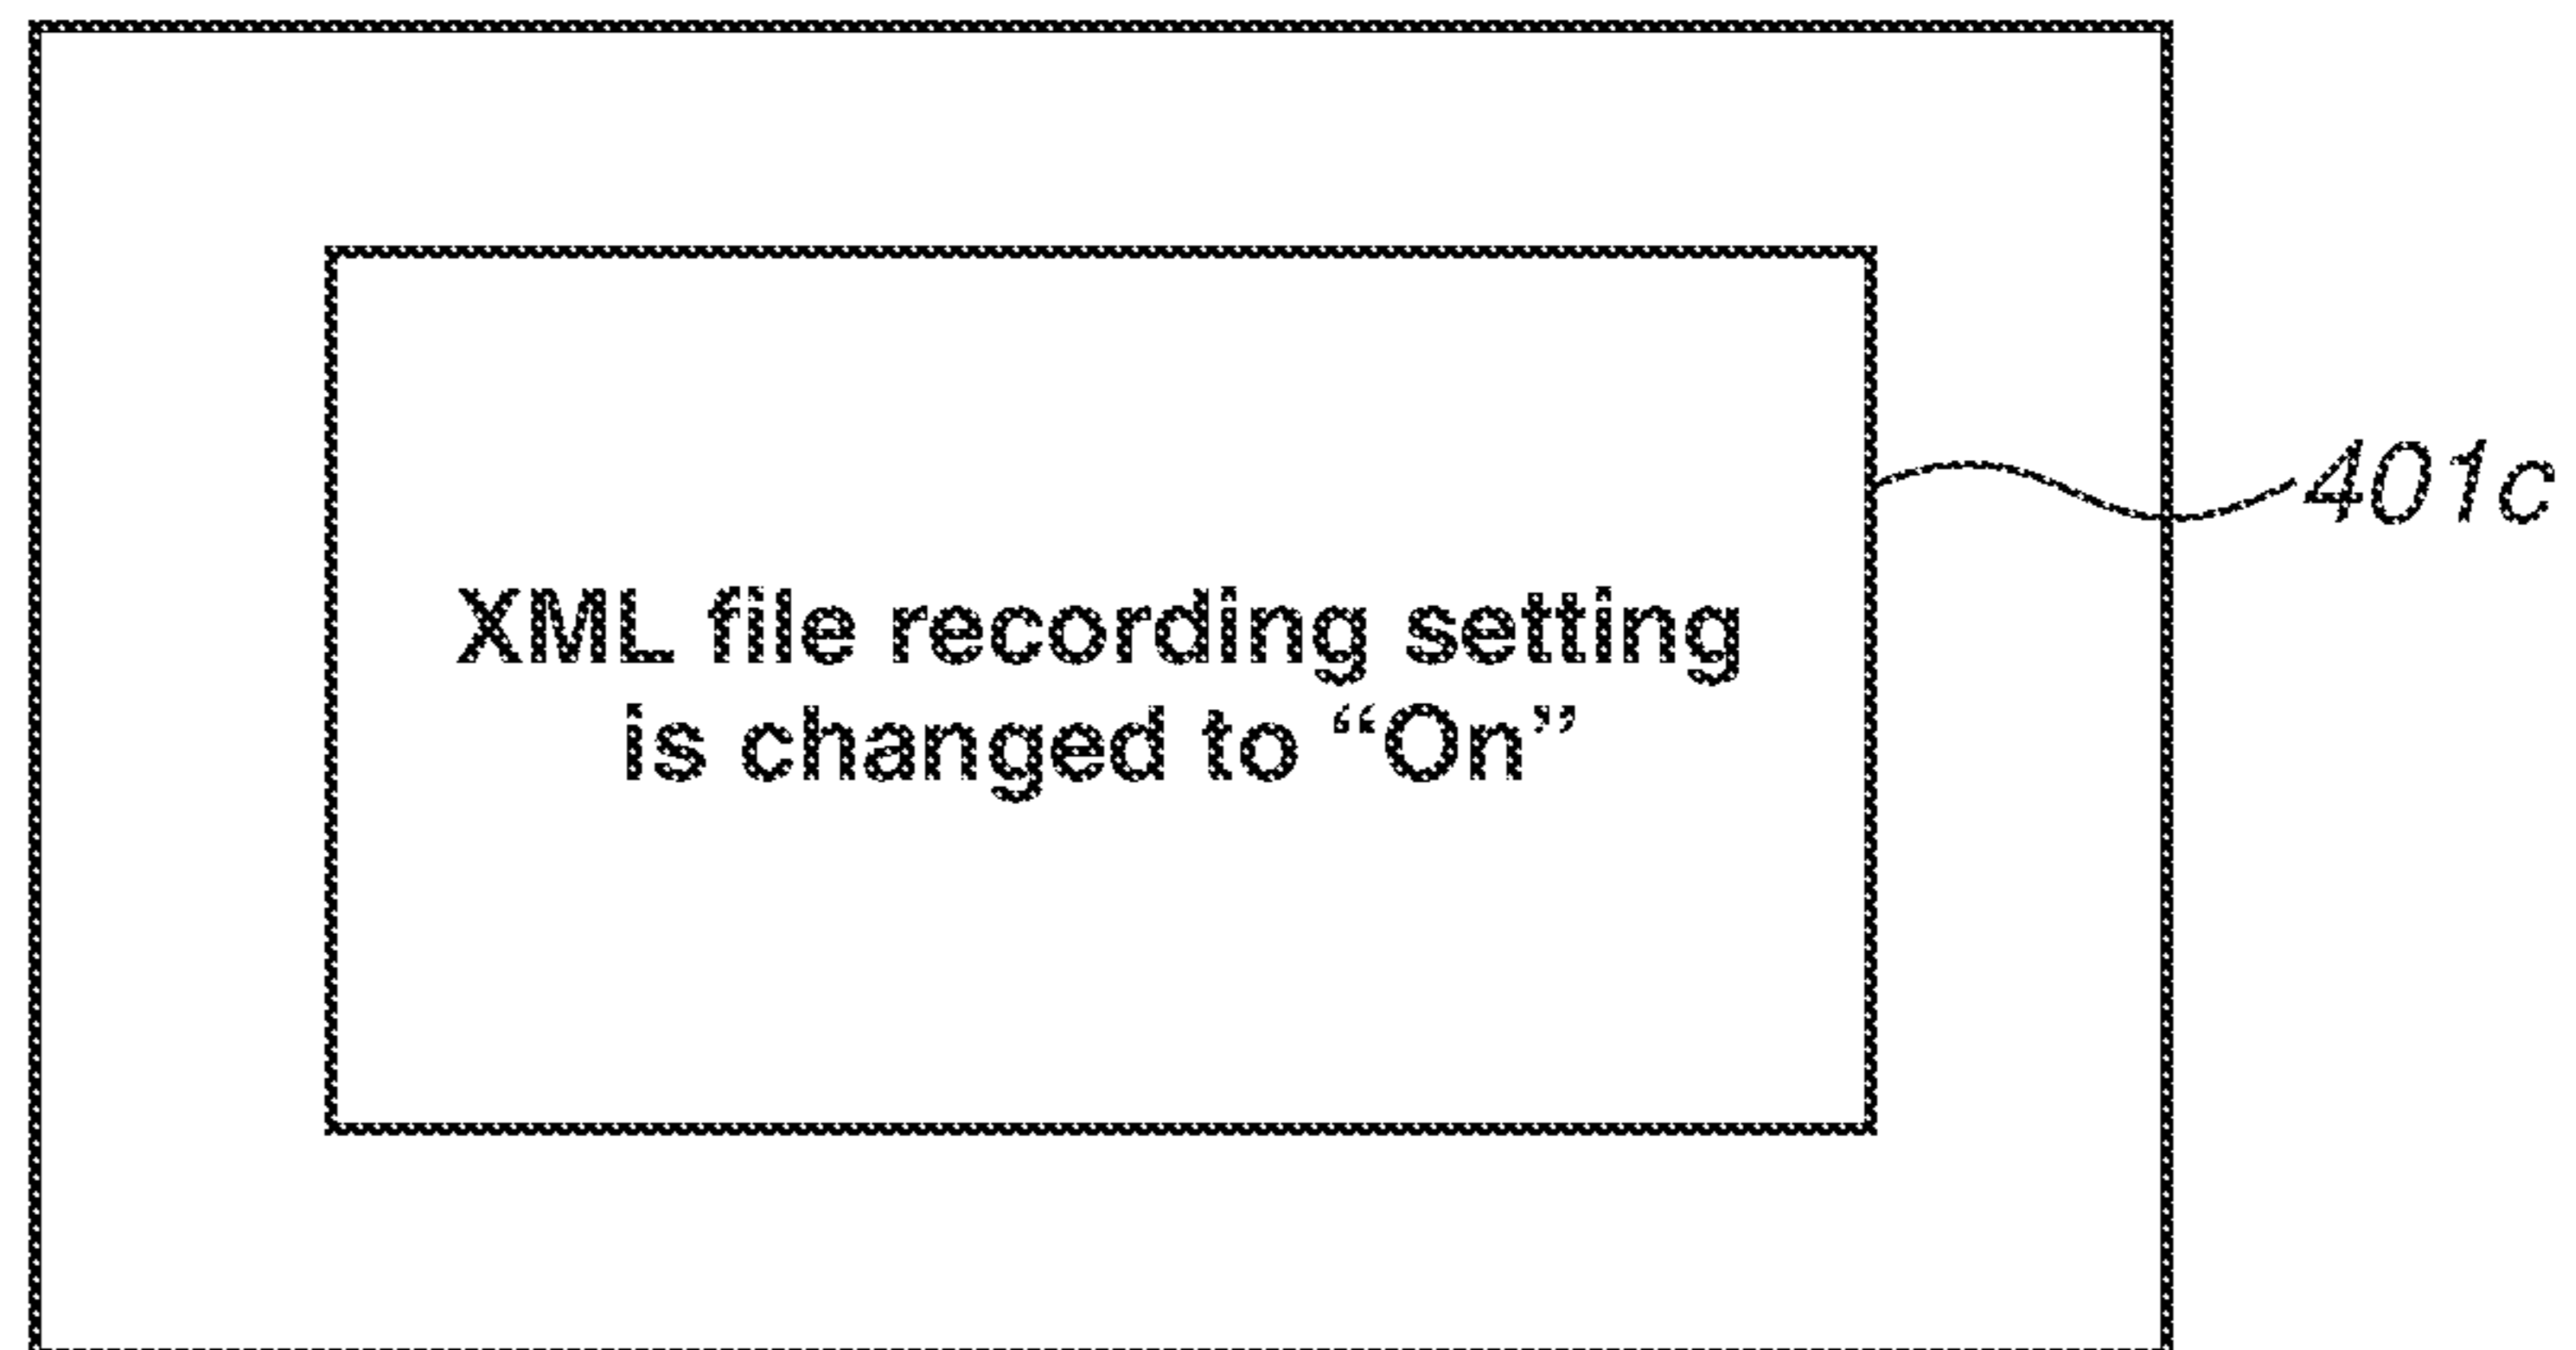 401c
XML file recording setting
is changed to “On”